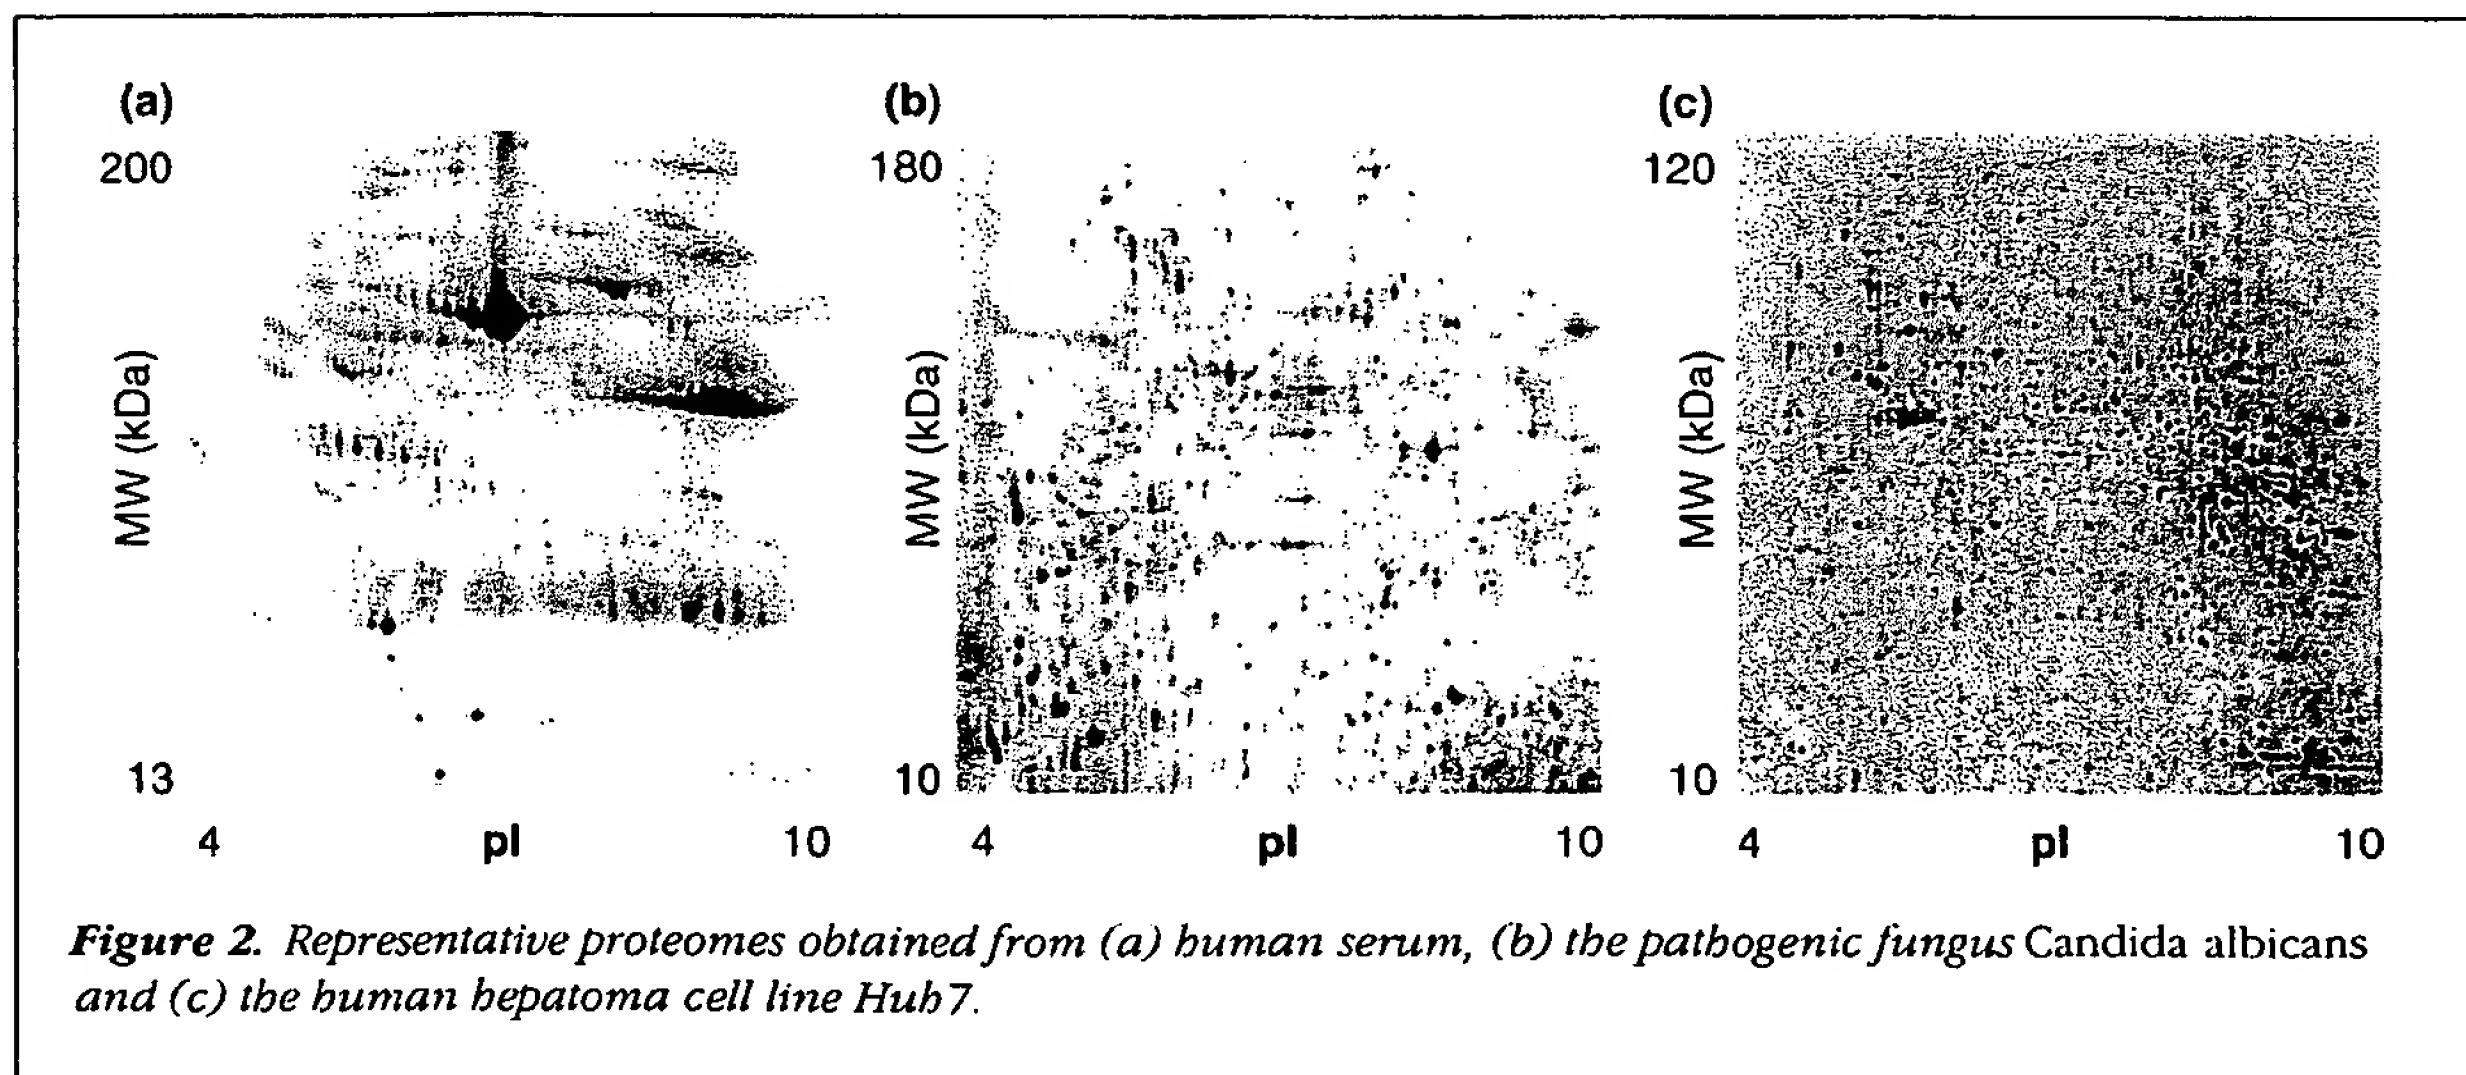 (a) (b) (c)
200 180 120
MW (kDa) MW (kDa) MW (kDa)
13 10 10
4 pI 10 4 pI 10 4 pI 10
Figure 2. Representative proteomes obtained from (a) human serum, (b) the pathogenic fungus Candida albicans
and (c) the human hepatoma cell line Huh7.